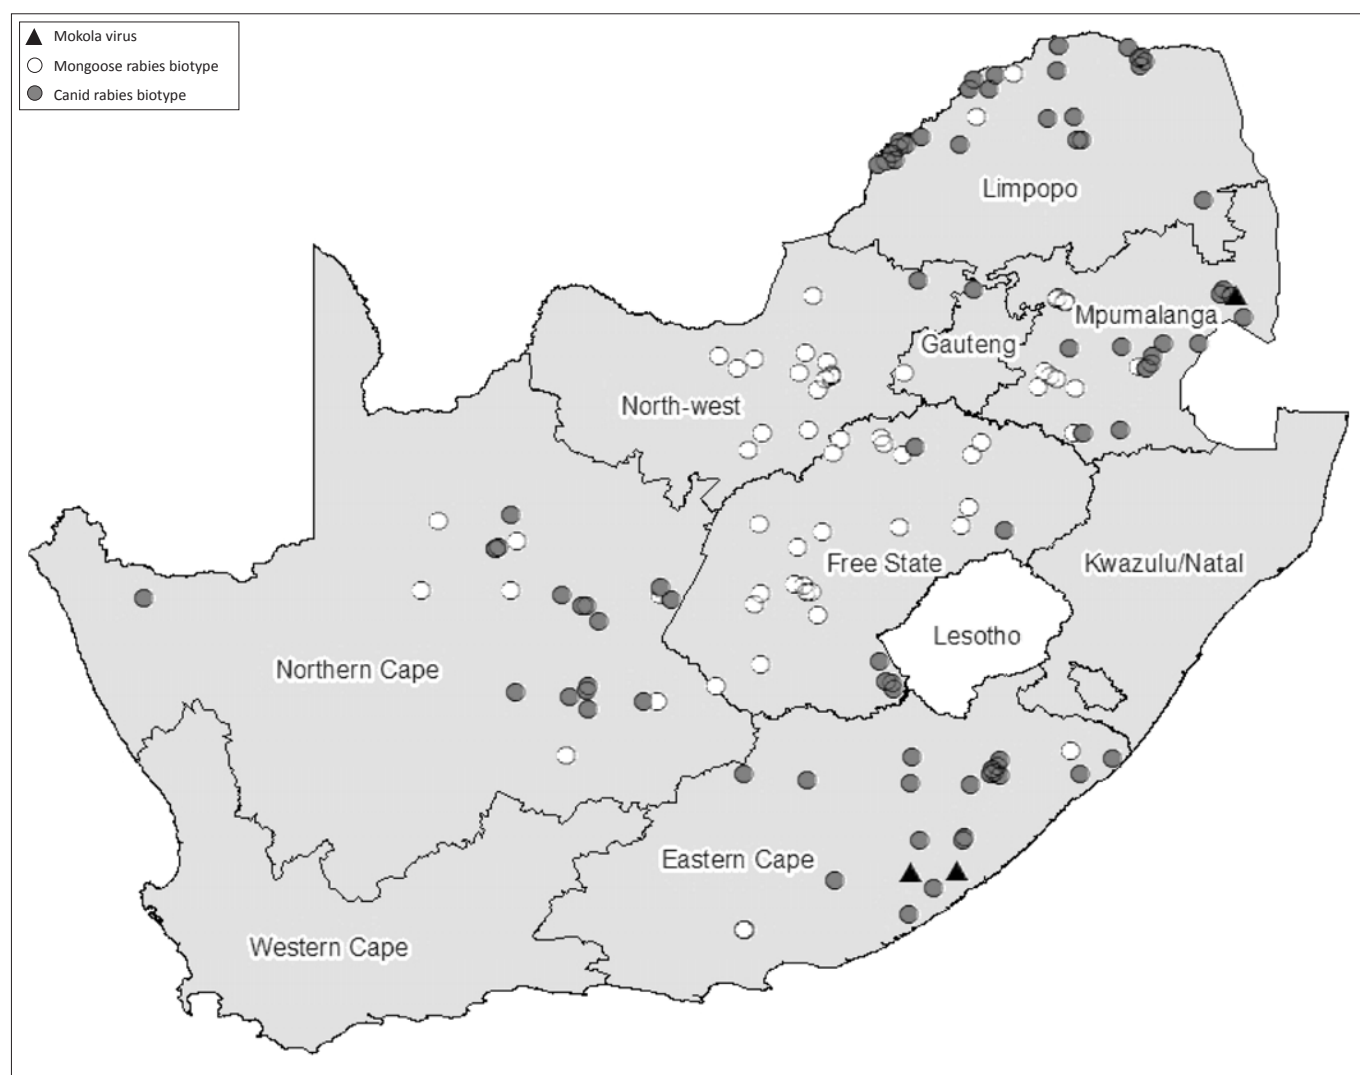 Mokola virus
Mongoose rabies biotype
Canid rabies biotype
Limpopo
Mpumalanga
Gauteng
North-west
Free State
Kwazulu/Natal
Lesotho
Northern Cape
Eastern Cape
Western Cape